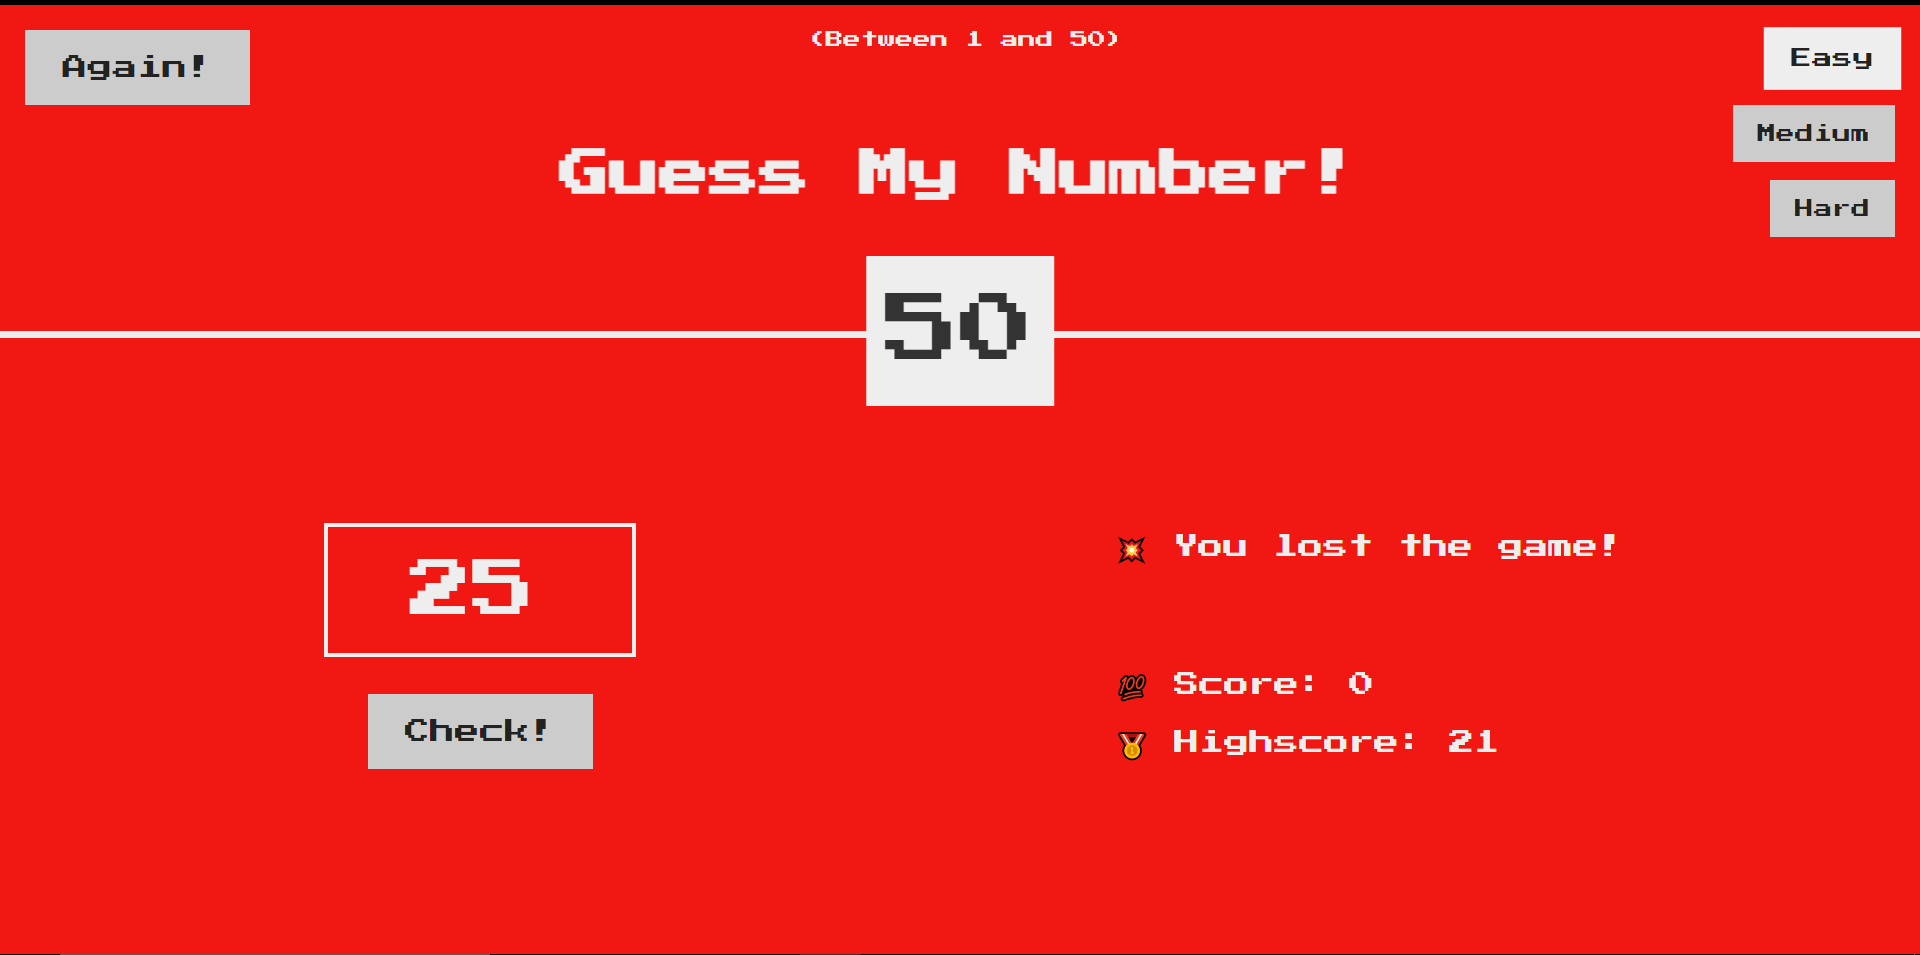 Again!
(Between 1 and 50)
Easy
Medium
Hard
Guess My Number!
50
25
Check!
💥 You lost the game!
💯 Score: 0
🥇 Highscore: 21